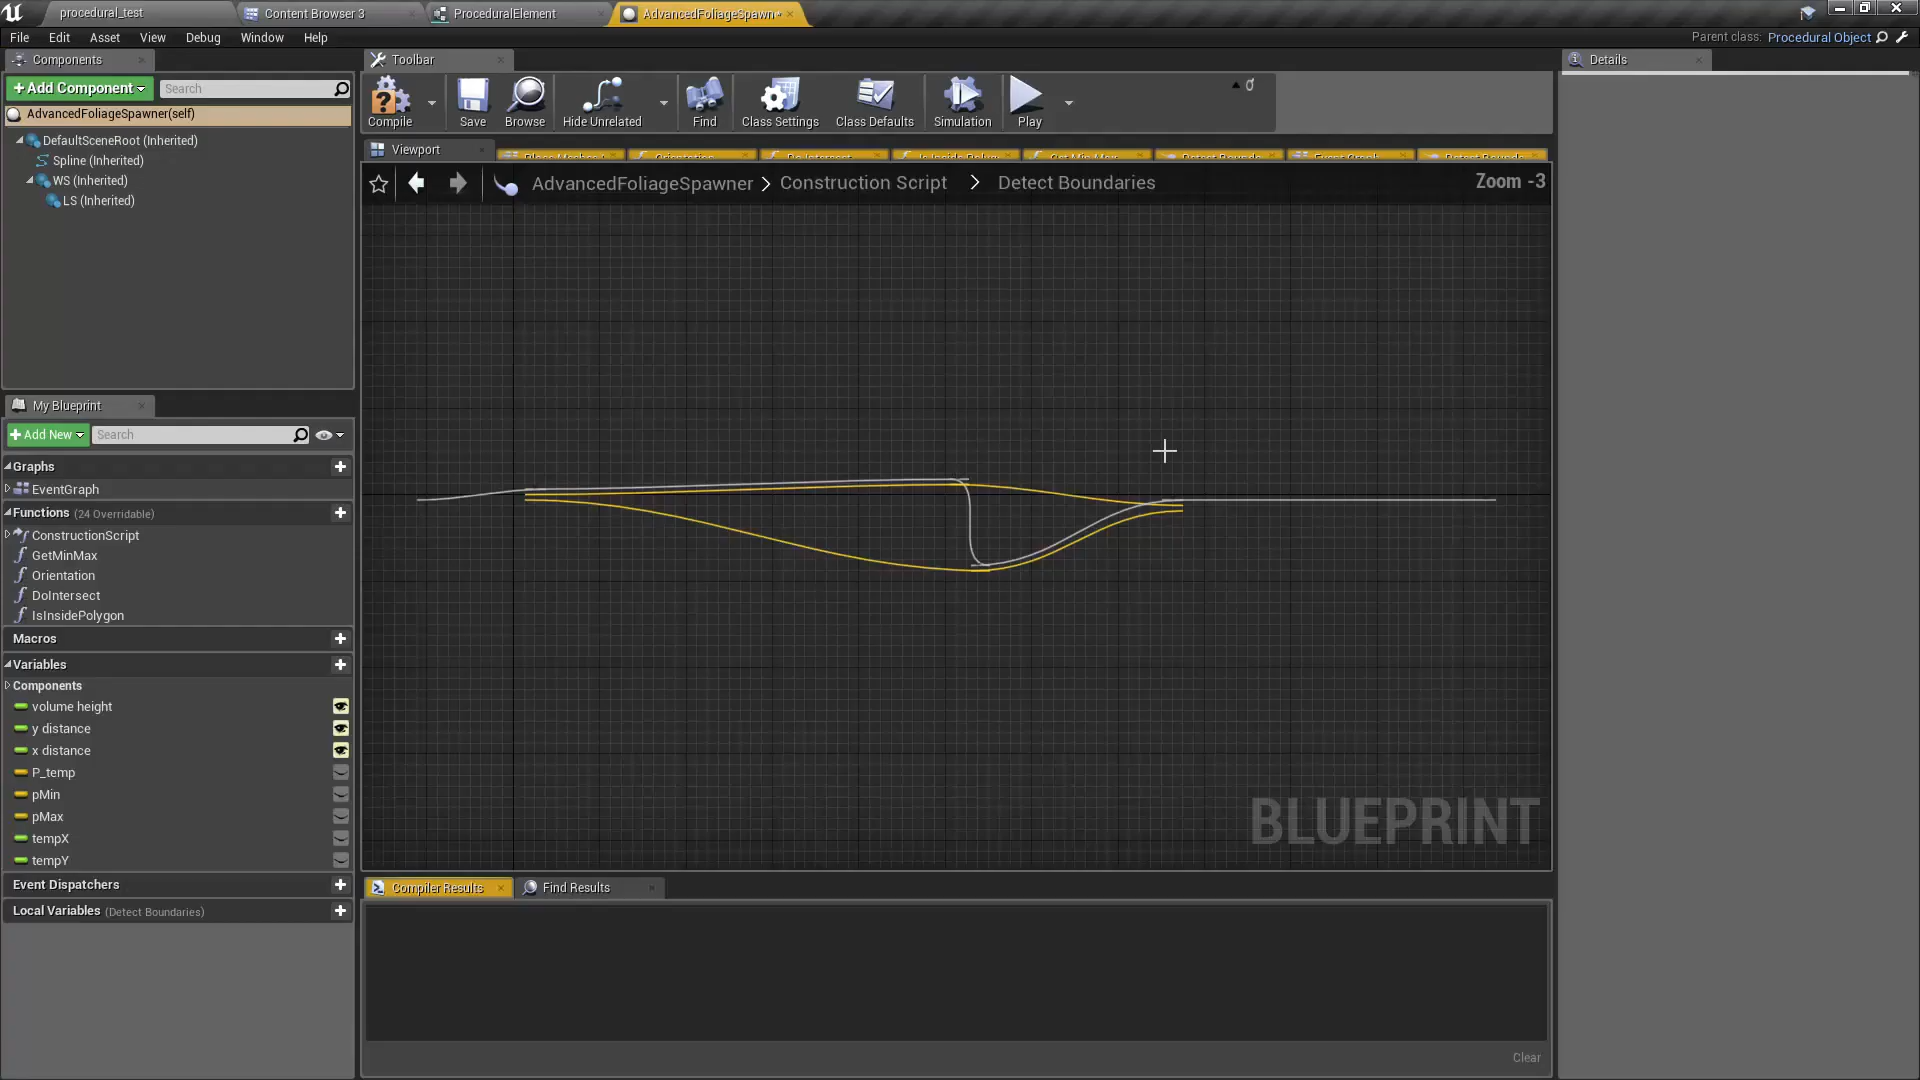 procedural_test
Content Browser 3
ProceduralElement
AdvancedFoliageSpawn*
File Edit Asset View Debug Window Help
Parent class: Procedural Object
Components
Toolbar
Details
+Add Component
Search
AdvancedFoliageSpawner(self)
DefaultSceneRoot (Inherited)
Spline (Inherited)
WS (Inherited)
LS (Inherited)
Compile
Save
Browse
Hide Unrelated
Find
Class Settings
Class Defaults
Simulation
Play
Viewport
AdvancedFoliageSpawner > Construction Script > Detect Boundaries
Zoom -3
My Blueprint
+Add New
Search
Graphs
EventGraph
Functions (24 Overridable)
ConstructionScript
GetMinMax
Orientation
DoIntersect
IsInsidePolygon
Macros
Variables
Components
volume height
y distance
x distance
P_temp
pMin
pMax
tempX
tempY
Event Dispatchers
Local Variables (Detect Boundaries)
BLUEPRINT
Compiler Results
Find Results
Clear